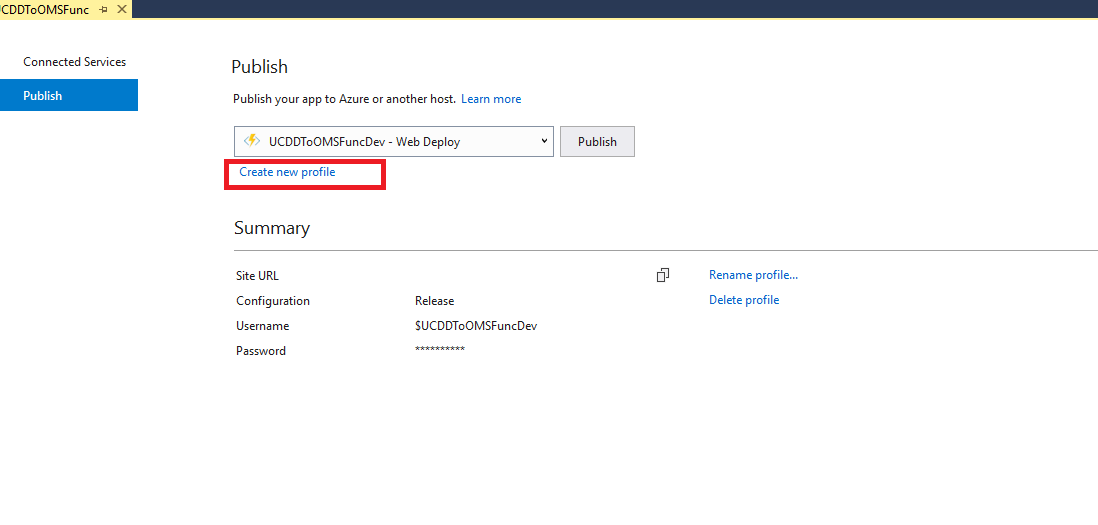 UCDDToOMSFunc
Connected Services
Publish
Publish
Publish your app to Azure or another host. Learn more
UCDDToOMSFuncDev - Web Deploy
Publish
Create new profile
Summary
Site URL
Rename profile...
Configuration Release
Delete profile
Username $UCDDToOMSFuncDev
Password **********